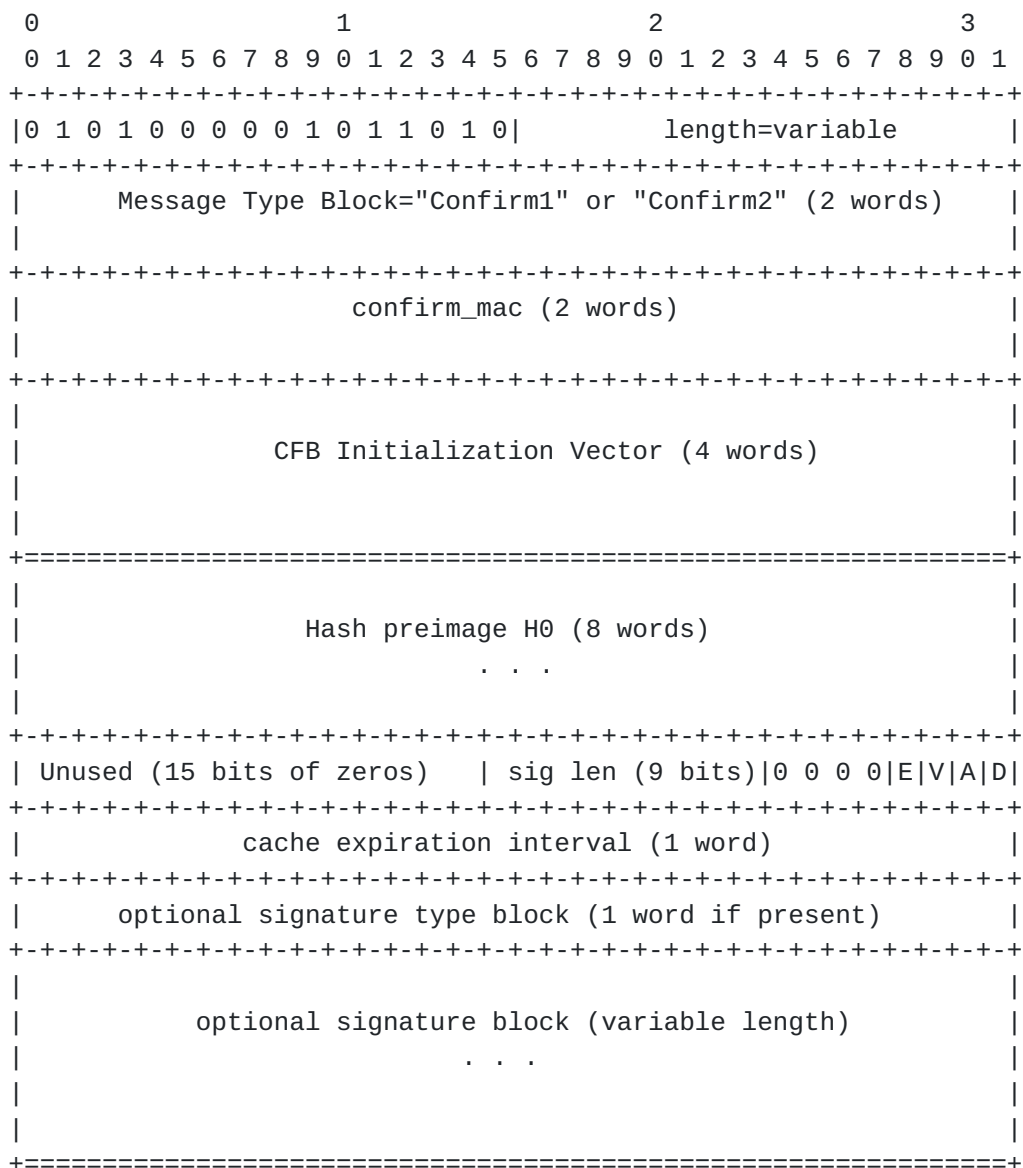 0                   1                   2                   3
 0 1 2 3 4 5 6 7 8 9 0 1 2 3 4 5 6 7 8 9 0 1 2 3 4 5 6 7 8 9 0 1
+-+-+-+-+-+-+-+-+-+-+-+-+-+-+-+-+-+-+-+-+-+-+-+-+-+-+-+-+-+-+-+-+
|0 1 0 1 0 0 0 0 0 1 0 1 1 0 1 0|         length=variable       |
+-+-+-+-+-+-+-+-+-+-+-+-+-+-+-+-+-+-+-+-+-+-+-+-+-+-+-+-+-+-+-+-+
|      Message Type Block="Confirm1" or "Confirm2" (2 words)    |
|                                                               |
+-+-+-+-+-+-+-+-+-+-+-+-+-+-+-+-+-+-+-+-+-+-+-+-+-+-+-+-+-+-+-+-+
|                     confirm_mac (2 words)                     |
|                                                               |
+-+-+-+-+-+-+-+-+-+-+-+-+-+-+-+-+-+-+-+-+-+-+-+-+-+-+-+-+-+-+-+-+
|                                                               |
|                CFB Initialization Vector (4 words)            |
|                                                               |
|                                                               |
+===============================================================+
|                                                               |
|                  Hash preimage H0 (8 words)                   |
|                             . . .                             |
|                                                               |
+-+-+-+-+-+-+-+-+-+-+-+-+-+-+-+-+-+-+-+-+-+-+-+-+-+-+-+-+-+-+-+-+
| Unused (15 bits of zeros)   | sig len (9 bits)|0 0 0 0|E|V|A|D|
+-+-+-+-+-+-+-+-+-+-+-+-+-+-+-+-+-+-+-+-+-+-+-+-+-+-+-+-+-+-+-+-+
|              cache expiration interval (1 word)               |
+-+-+-+-+-+-+-+-+-+-+-+-+-+-+-+-+-+-+-+-+-+-+-+-+-+-+-+-+-+-+-+-+
|      optional signature type block (1 word if present)        |
+-+-+-+-+-+-+-+-+-+-+-+-+-+-+-+-+-+-+-+-+-+-+-+-+-+-+-+-+-+-+-+-+
|                                                               |
|           optional signature block (variable length)          |
|                            . . .                              |
|                                                               |
|                                                               |
+===============================================================+